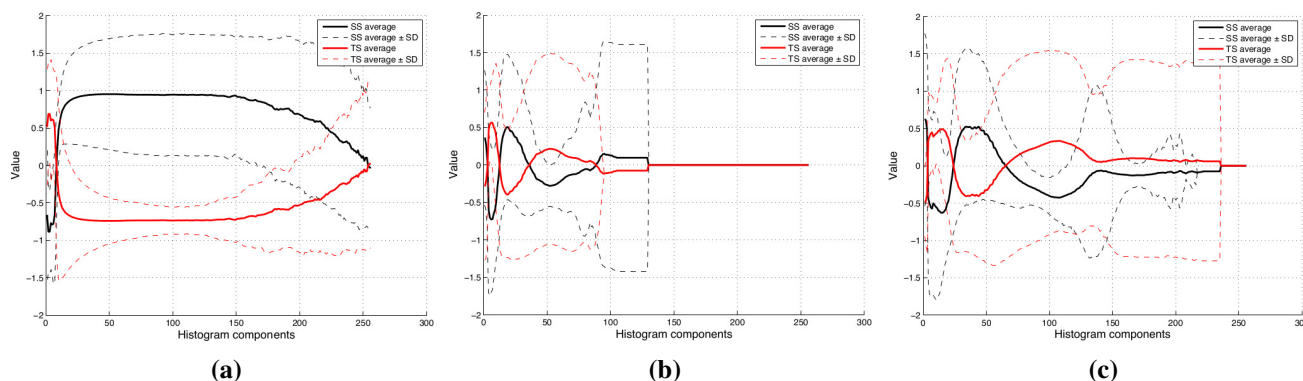 2
1.5
1
0.5
0
−0.5
−1
−1.5
−2
Value
0 50 100 150 200 250 300
Histogram components
SS average
SS average ± SD
TS average
TS average ± SD
(a)
2
1.5
1
0.5
0
−0.5
−1
−1.5
−2
Value
0 50 100 150 200 250 300
Histogram components
SS average
SS average ± SD
TS average
TS average ± SD
(b)
2
1.5
1
0.5
0
−0.5
−1
−1.5
−2
Value
0 50 100 150 200 250 300
Histogram components
SS average
SS average ± SD
TS average
TS average ± SD
(c)